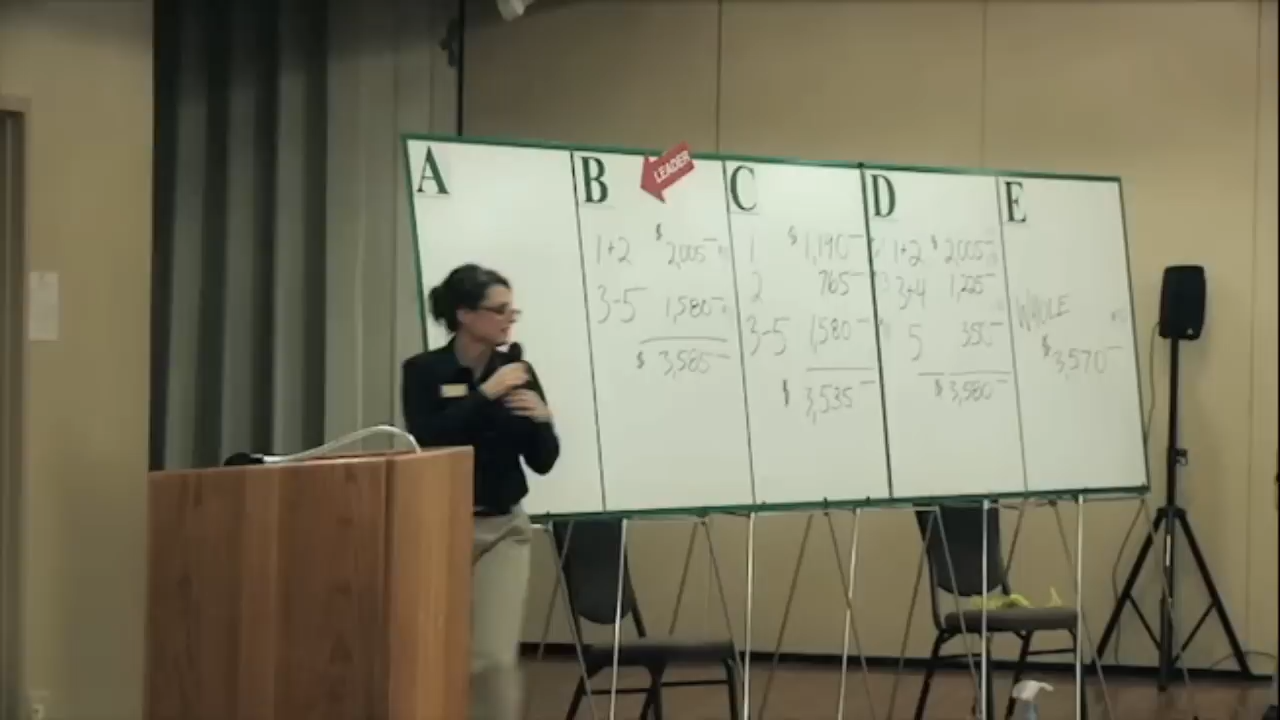 A
B
LEADER
1+2 $2,005
3-5 1,580
$3,585
C
1 $1,190
2 765
3-5 1,580
$3,535
D
1+2 $2,005
3+4 1,225
5 350
$3,580
E
WHOLE
$3,570